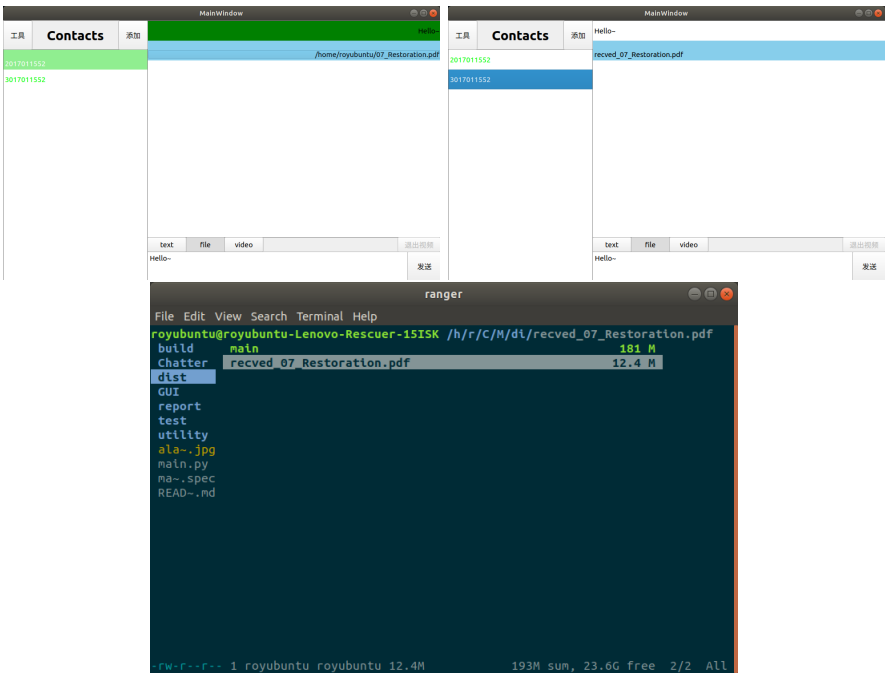 MainWindow
工具 Contacts 添加
Hello~
/home/royubuntu/07_Restoration.pdf
2017011552
3017011552
text file video 退出视频
Hello~
发送
MainWindow
工具 Contacts 添加
Hello~
recved_07_Restoration.pdf
2017011552
3017011552
text file video 退出视频
Hello~
发送
ranger
File Edit View Search Terminal Help
royubuntu@royubuntu-Lenovo-Rescuer-15ISK /h/r/C/M/di/recved_07_Restoration.pdf
build main 181 M
Chatter recved_07_Restoration.pdf 12.4 M
dist
GUI
report
test
utility
ala~.jpg
main.py
ma~.spec
READ~.md
-rw-r--r-- 1 royubuntu royubuntu 12.4M 193M sum, 23.6G free 2/2 All